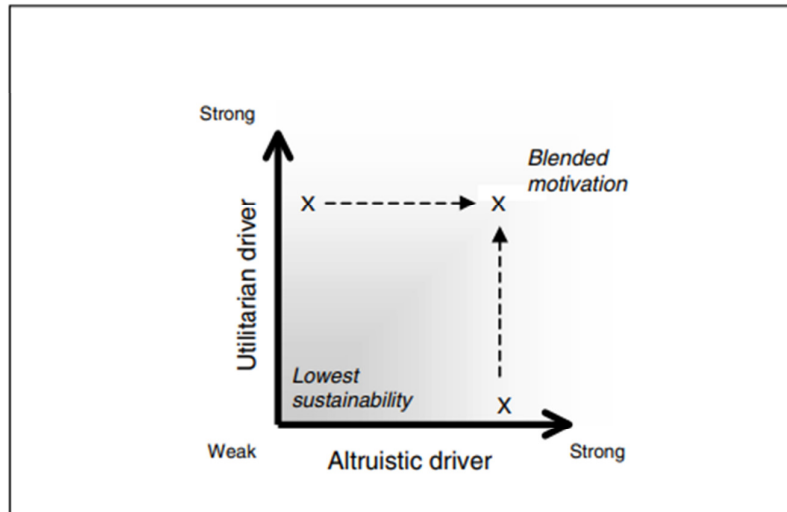 Strong
Blended
motivation
X
X
Utilitarian driver
Lowest
sustainability
X
Weak
Altruistic driver
Strong